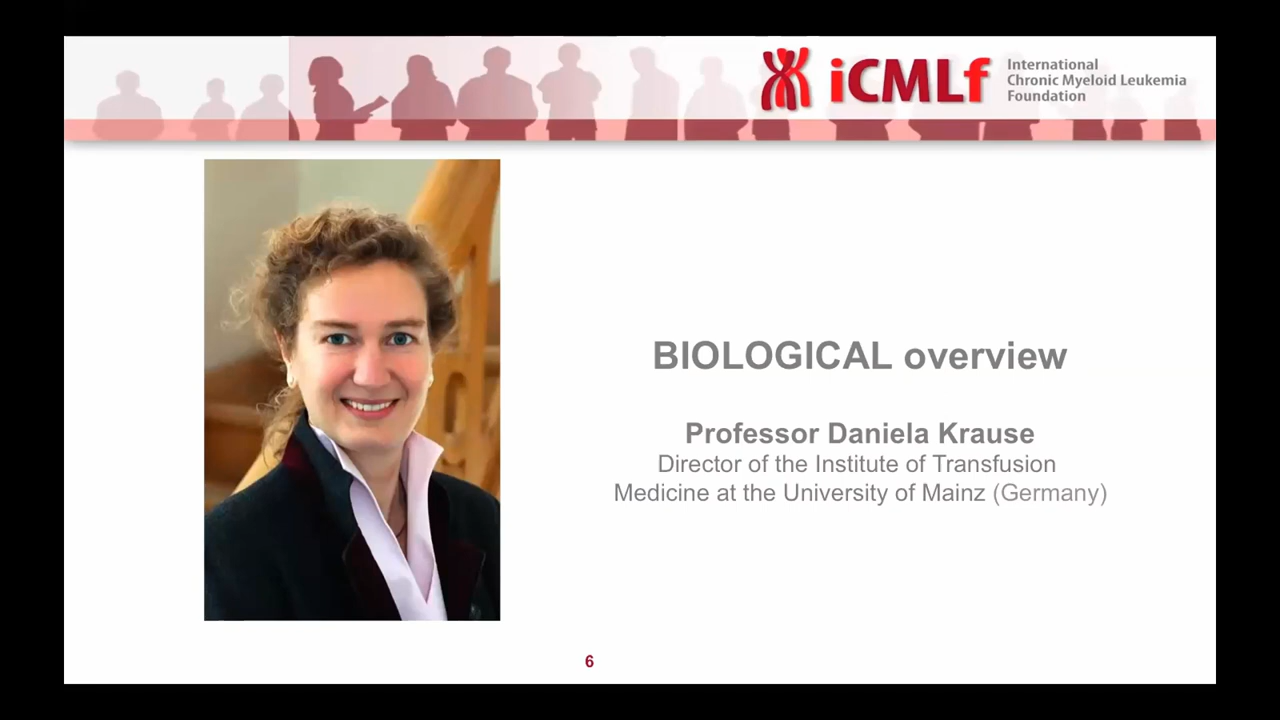 iCMLf
International
Chronic Myeloid Leukemia
Foundation
BIOLOGICAL overview
Professor Daniela Krause
Director of the Institute of Transfusion
Medicine at the University of Mainz (Germany)
6